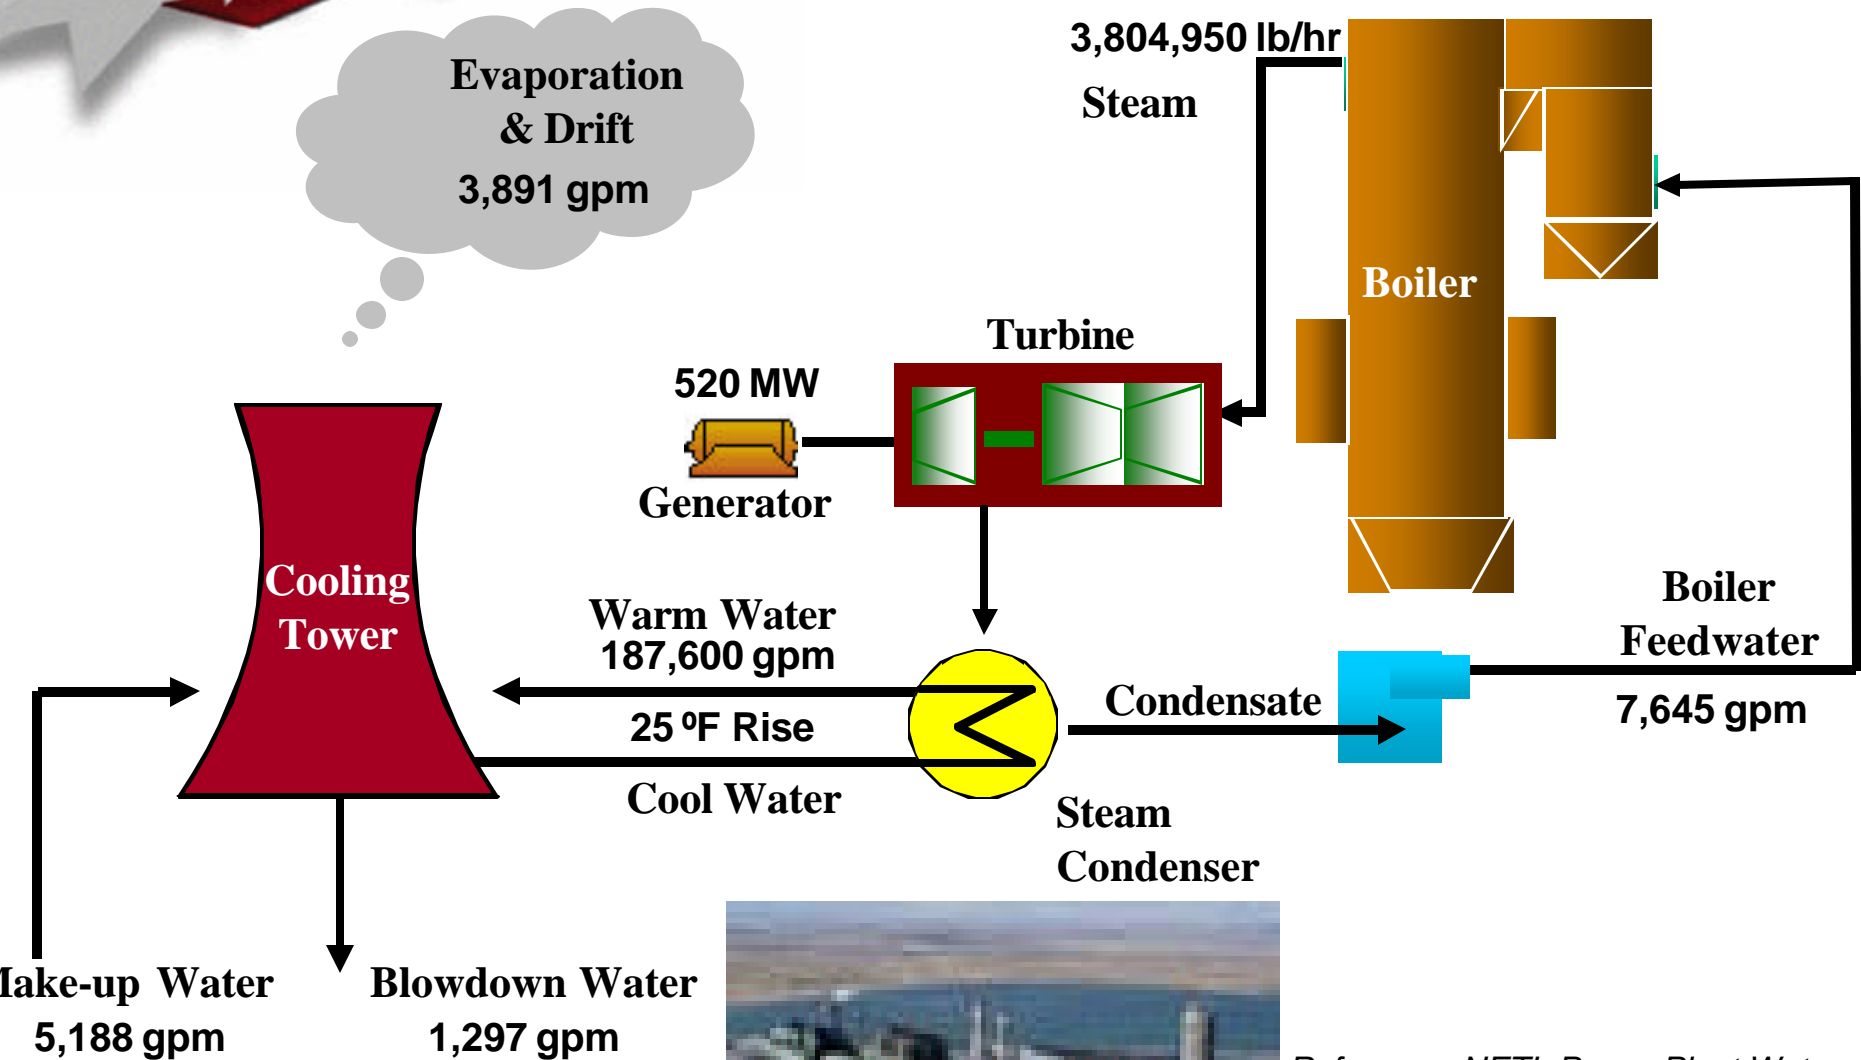 Evaporation
& Drift
3,891 gpm
3,804,950 lb/hr
Steam
Boiler
Turbine
520 MW
Generator
Cooling
Tower
Warm Water
187,600 gpm
25 ºF Rise
Cool Water
Condensate
Boiler
Feedwater
7,645 gpm
Steam
Condenser
Make-up Water
5,188 gpm
Blowdown Water
1,297 gpm